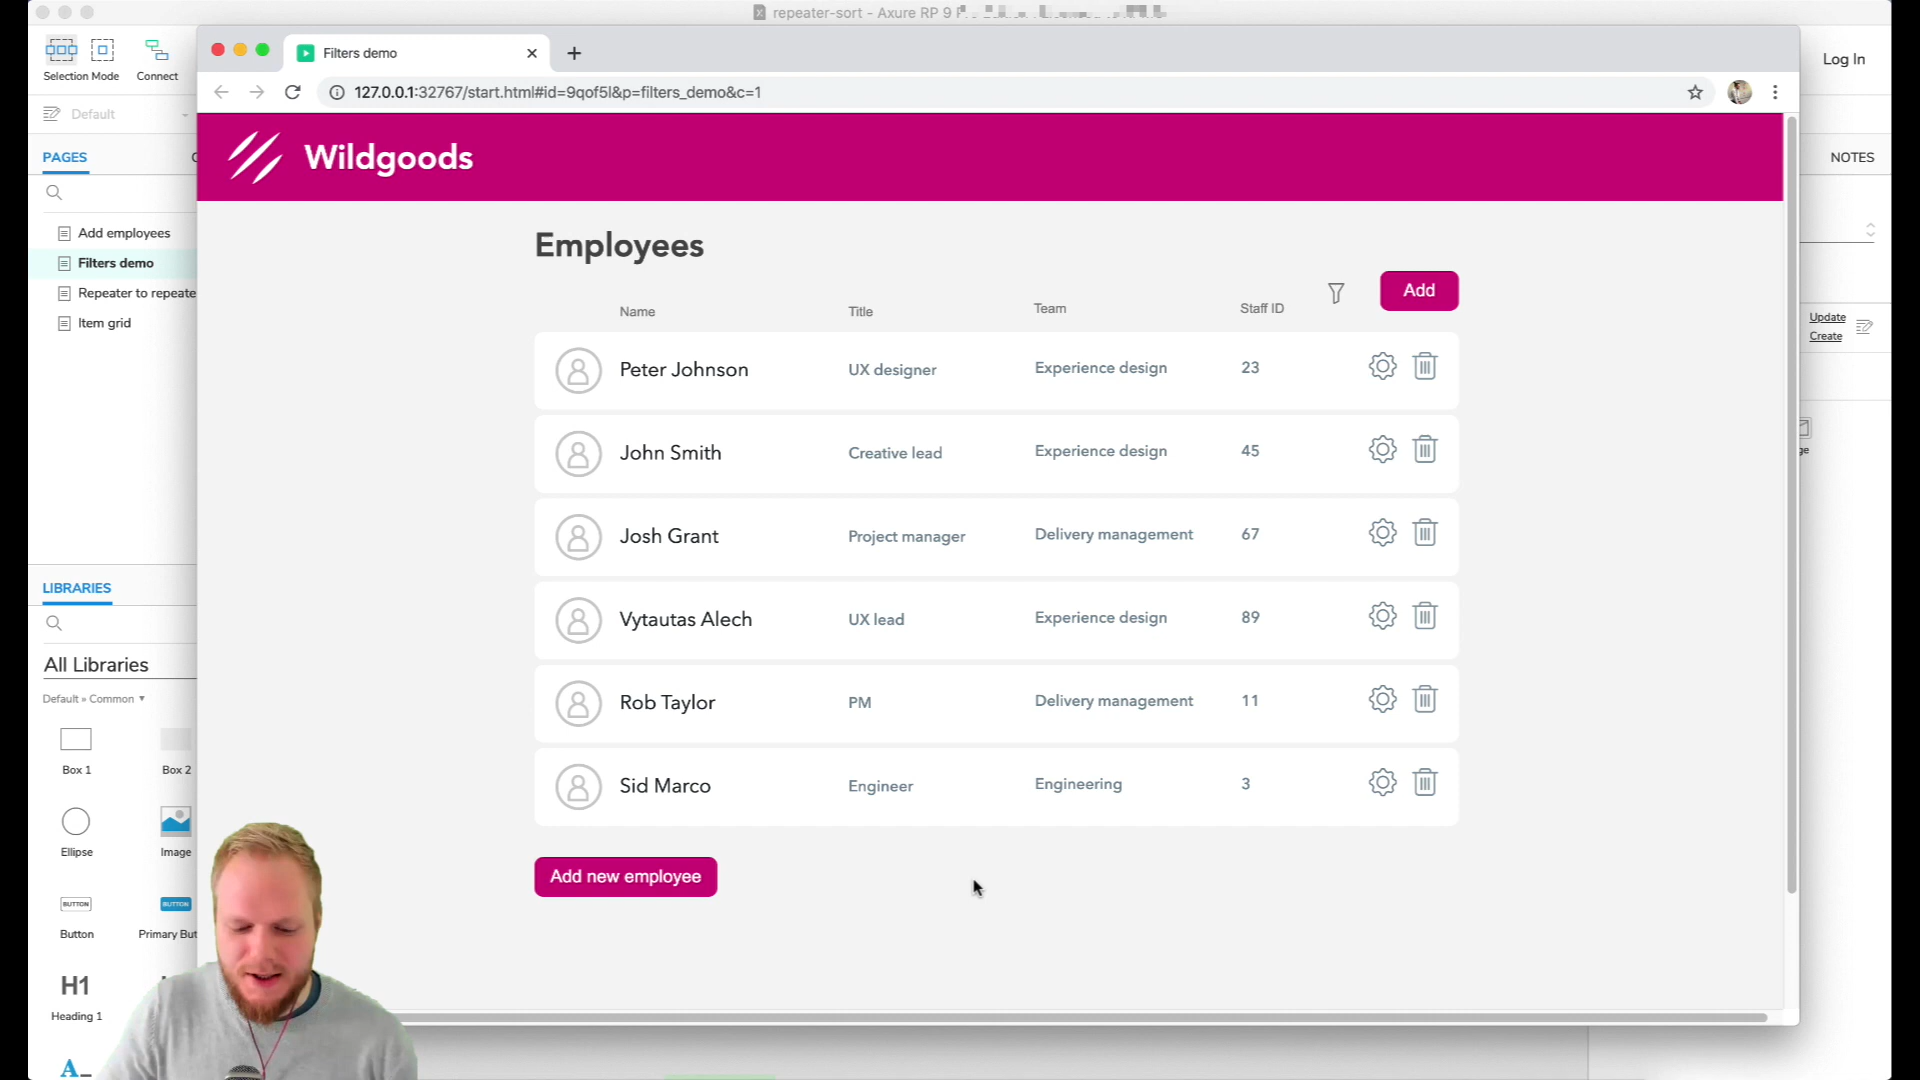 repeater-sort - Axure RP 9
Selection Mode
Connect
Log In
Filters demo
127.0.0.1:32767/start.html#id=9qof5l&p=filters_demo&c=1
Default
PAGES
NOTES
Wildgoods
Add employees
Filters demo
Repeater to repeate
Item grid
Employees
Add
Name
Title
Team
Staff ID
Update
Create
Peter Johnson
UX designer
Experience design
23
John Smith
Creative lead
Experience design
45
Josh Grant
Project manager
Delivery management
67
Vytautas Alech
UX lead
Experience design
89
Rob Taylor
PM
Delivery management
11
Sid Marco
Engineer
Engineering
3
Add new employee
LIBRARIES
All Libraries
Default » Common
Box 1
Box 2
Ellipse
Image
BUTTON
BUTTON
Button
Primary But
H1
Heading 1
A
ge